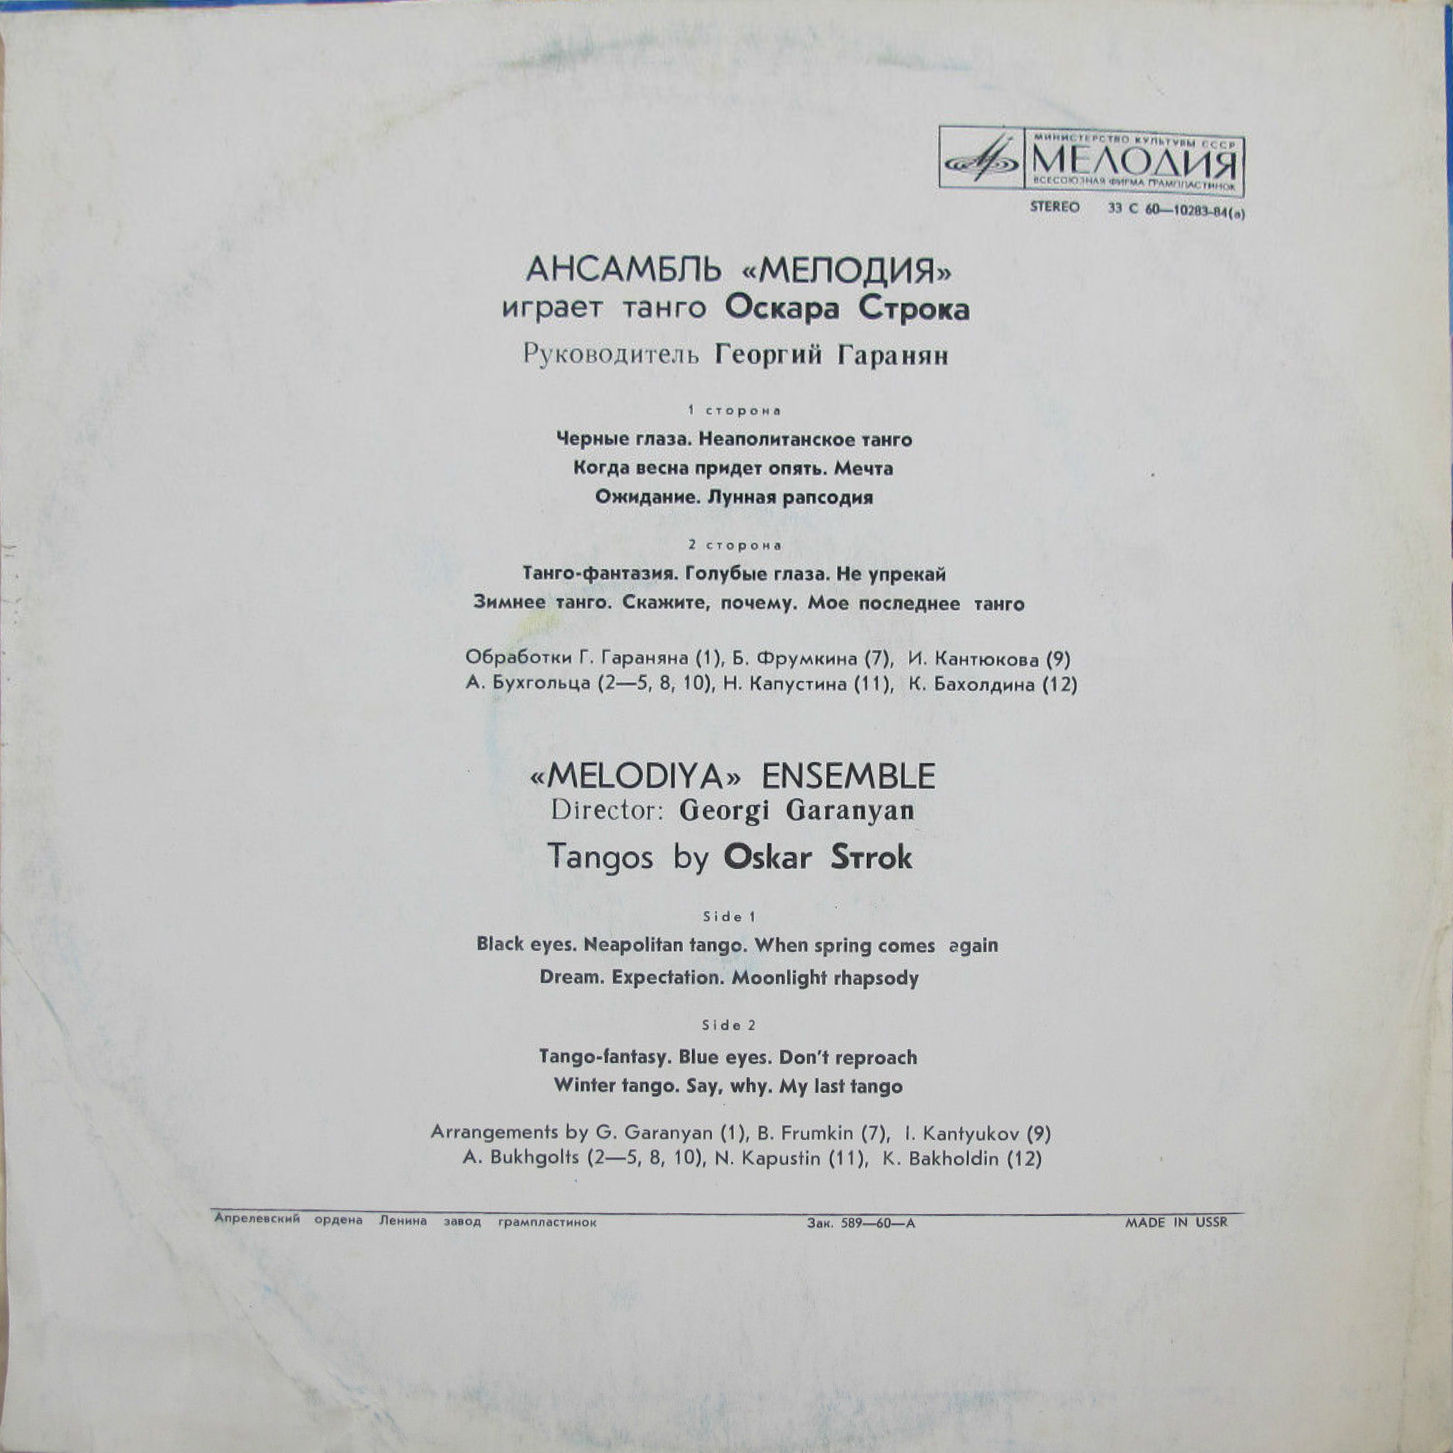 МИНИСТЕРСТВО КУЛЬТУРЫ СССР
МЕЛОДИЯ
ВСЕСОЮЗНАЯ ФИРМА ГРАМПЛАСТИНОК
STEREO 33 С 60—10283-84(а)
АНСАМБЛЬ «МЕЛОДИЯ»
играет танго Оскара Строка
Руководитель Георгий Гаранян
1 сторона
Черные глаза. Неаполитанское танго
Когда весна придет опять. Мечта
Ожидание. Лунная рапсодия
2 сторона
Танго-фантазия. Голубые глаза. Не упрекай
Зимнее танго. Скажите, почему. Мое последнее танго
Обработки Г. Гараняна (1), Б. Фрумкина (7), И. Кантюкова (9)
А. Бухгольца (2—5, 8, 10), Н. Капустина (11), К. Бахолдина (12)
«MELODIYA» ENSEMBLE
Director: Georgi Garanyan
Tangos by Oskar Strok
Side 1
Black eyes. Neapolitan tango. When spring comes again
Dream. Expectation. Moonlight rhapsody
Side 2
Tango-fantasy. Blue eyes. Don't reproach
Winter tango. Say, why. My last tango
Arrangements by G. Garanyan (1), B. Frumkin (7), I. Kantyukov (9)
A. Bukhgolts (2—5, 8, 10), N. Kapustin (11), K. Bakholdin (12)
Апрелевский ордена Ленина завод грампластинок Зак. 589—60—А MADE IN USSR